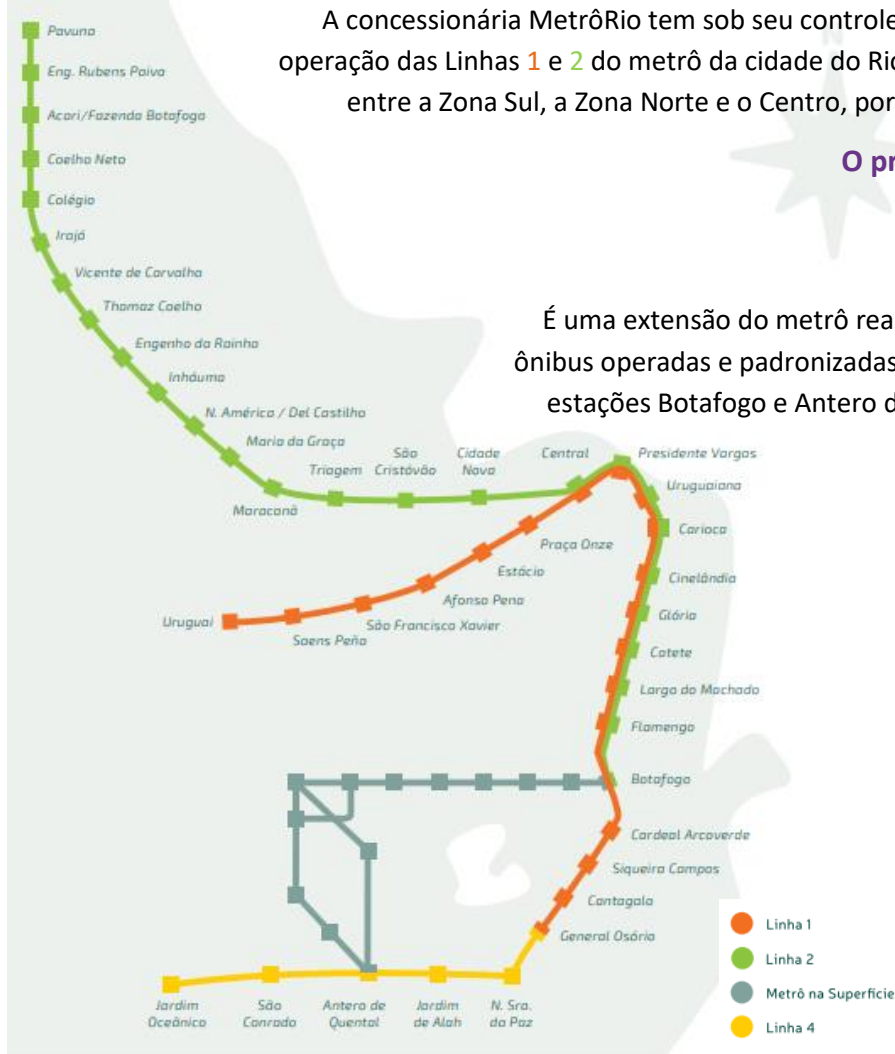 A concessionária MetrôRio tem sob seu controle
operação das Linhas 1 e 2 do metrô da cidade do Rio
entre a Zona Sul, a Zona Norte e o Centro, por
O pr
É uma extensão do metrô rea
ônibus operadas e padronizadas
estações Botafogo e Antero d
Pavuna
Eng. Rubens Paiva
Acari/Fazenda Botafogo
Coelho Neto
Colégio
Irajá
Vicente de Carvalho
Thomaz Coelho
Engenho da Rainha
Inhaúma
N. América / Del Castilho
Maria da Graça
Triagem
São
Cristóvão
Cidade
Nova
Central
Presidente Vargas
Uruguaiana
Maracanã
Carioca
Praça Onze
Estácio
Cinelândia
Afonso Pena
Glória
São Francisco Xavier
Uruguai
Saens Peña
Catete
Largo do Machado
Flamengo
Botafogo
Cardeal Arcoverde
Siqueira Campos
Cantagalo
General Osório
Jardim
Oceânico
São
Conrado
Antero de
Quental
Jardim
de Alah
N. Sra.
da Paz
Linha 1
Linha 2
Metrô na Superfície
Linha 4